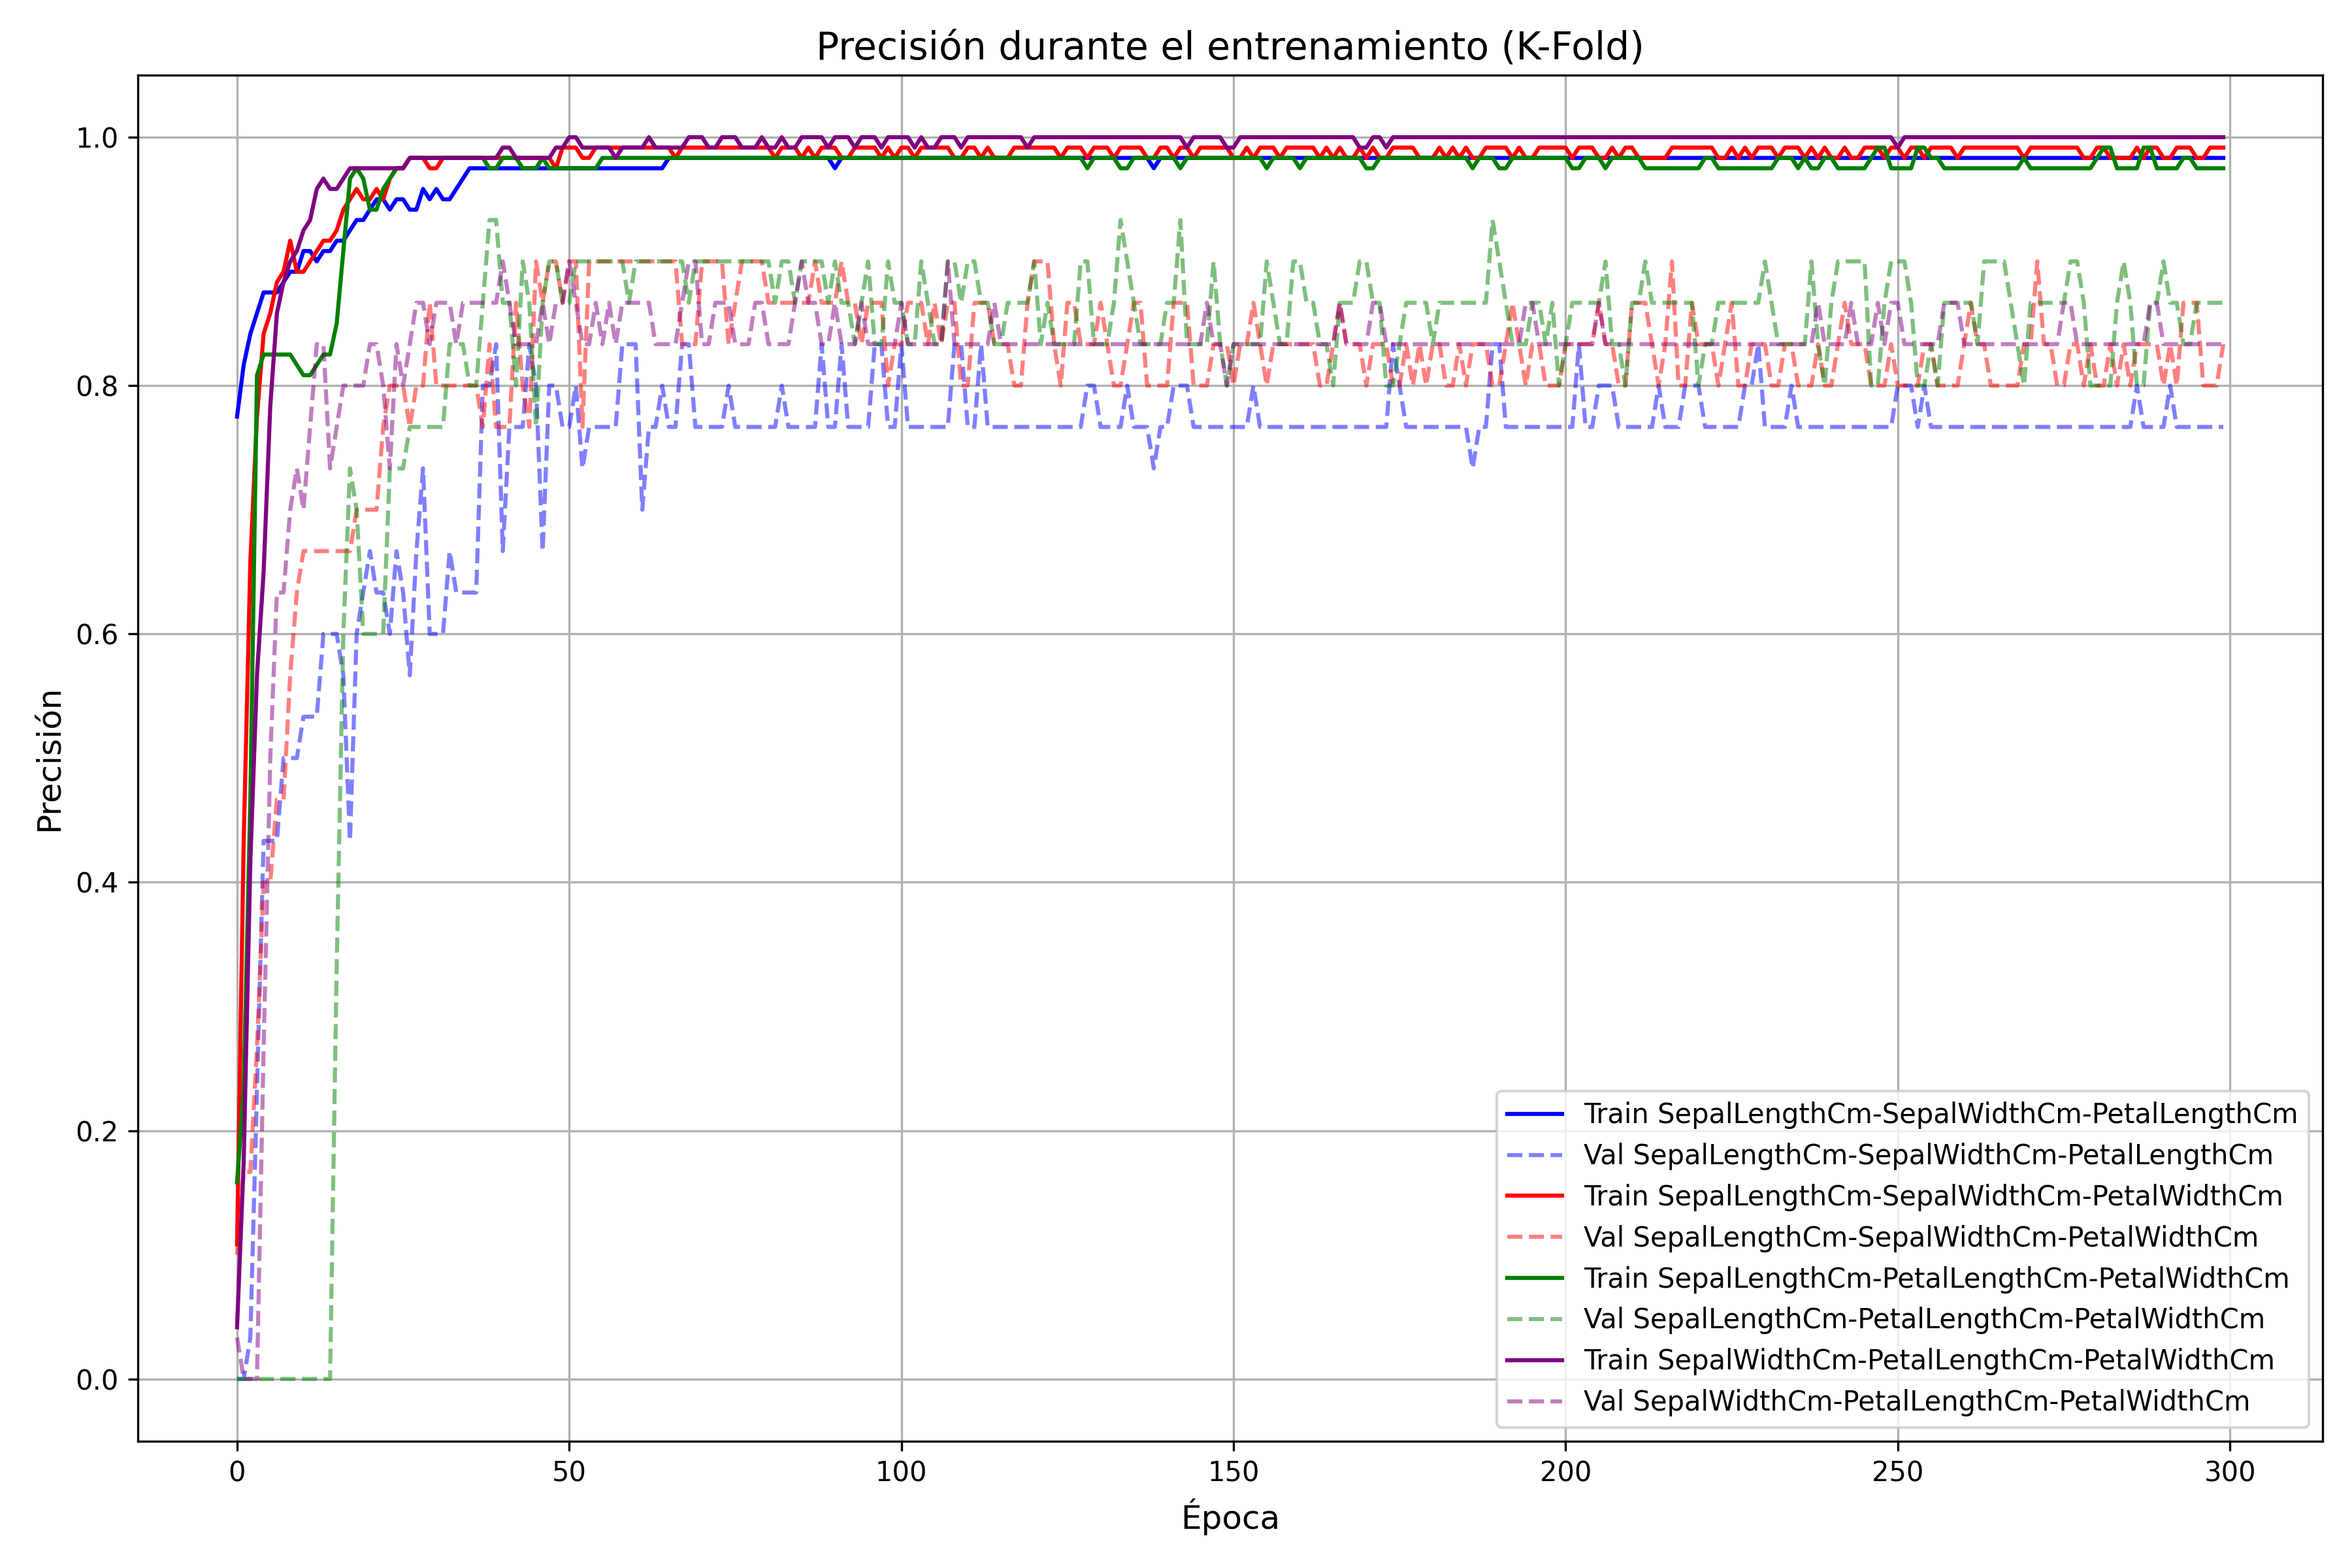 Precisión durante el entrenamiento (K-Fold)
Precisión
1.0
0.8
0.6
0.4
0.2
0.0
0 50 100 150 200 250 300
Época
Train SepalLengthCm-SepalWidthCm-PetalLengthCm
Val SepalLengthCm-SepalWidthCm-PetalLengthCm
Train SepalLengthCm-SepalWidthCm-PetalWidthCm
Val SepalLengthCm-SepalWidthCm-PetalWidthCm
Train SepalLengthCm-PetalLengthCm-PetalWidthCm
Val SepalLengthCm-PetalLengthCm-PetalWidthCm
Train SepalWidthCm-PetalLengthCm-PetalWidthCm
Val SepalWidthCm-PetalLengthCm-PetalWidthCm